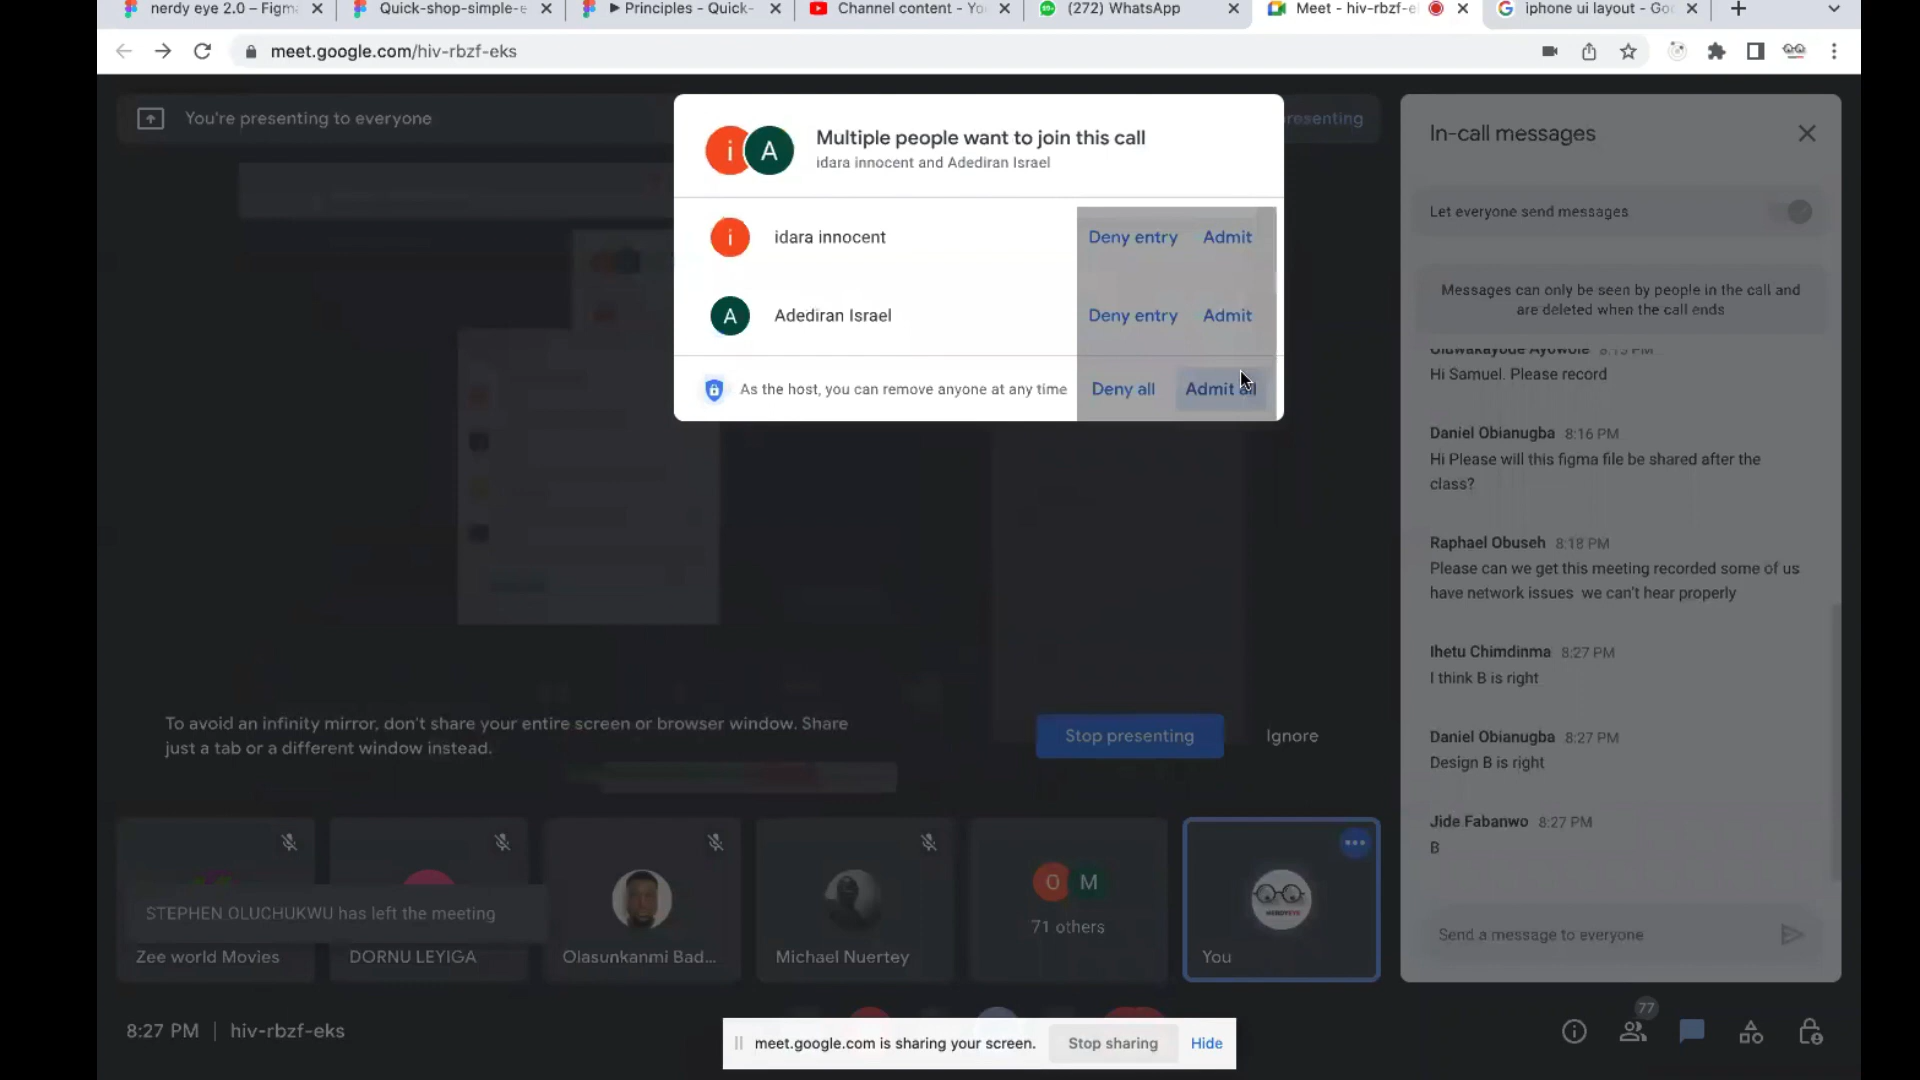 nerdy eye 2.0 – Figma
Quick-shop-simple-e
Principles - Quick-
Channel content - Yo
(272) WhatsApp
Meet - hiv-rbzf-e
iphone ui layout - Goo
meet.google.com/hiv-rbzf-eks
You're presenting to everyone
presenting
Multiple people want to join this call
idara innocent and Adediran Israel
i
A
i
idara innocent
Deny entry
Admit
A
Adediran Israel
Deny entry
Admit
As the host, you can remove anyone at any time
Deny all
Admit all
To avoid an infinity mirror, don't share your entire screen or browser window. Share
just a tab or a different window instead.
Stop presenting
Ignore
STEPHEN OLUCHUKWU has left the meeting
Zee world Movies
DORNU LEYIGA
Olasunkanmi Bad...
Michael Nuertey
O
M
71 others
NERDYEYE
You
In-call messages
Let everyone send messages
Messages can only be seen by people in the call and
are deleted when the call ends
Oluwakayode Ayowole 8:15 PM
Hi Samuel. Please record
Daniel Obianugba 8:16 PM
Hi Please will this figma file be shared after the
class?
Raphael Obuseh 8:18 PM
Please can we get this meeting recorded some of us
have network issues we can't hear properly
Ihetu Chimdinma 8:27 PM
I think B is right
Daniel Obianugba 8:27 PM
Design B is right
Jide Fabanwo 8:27 PM
B
Send a message to everyone
8:27 PM | hiv-rbzf-eks
meet.google.com is sharing your screen.
Stop sharing
Hide
77